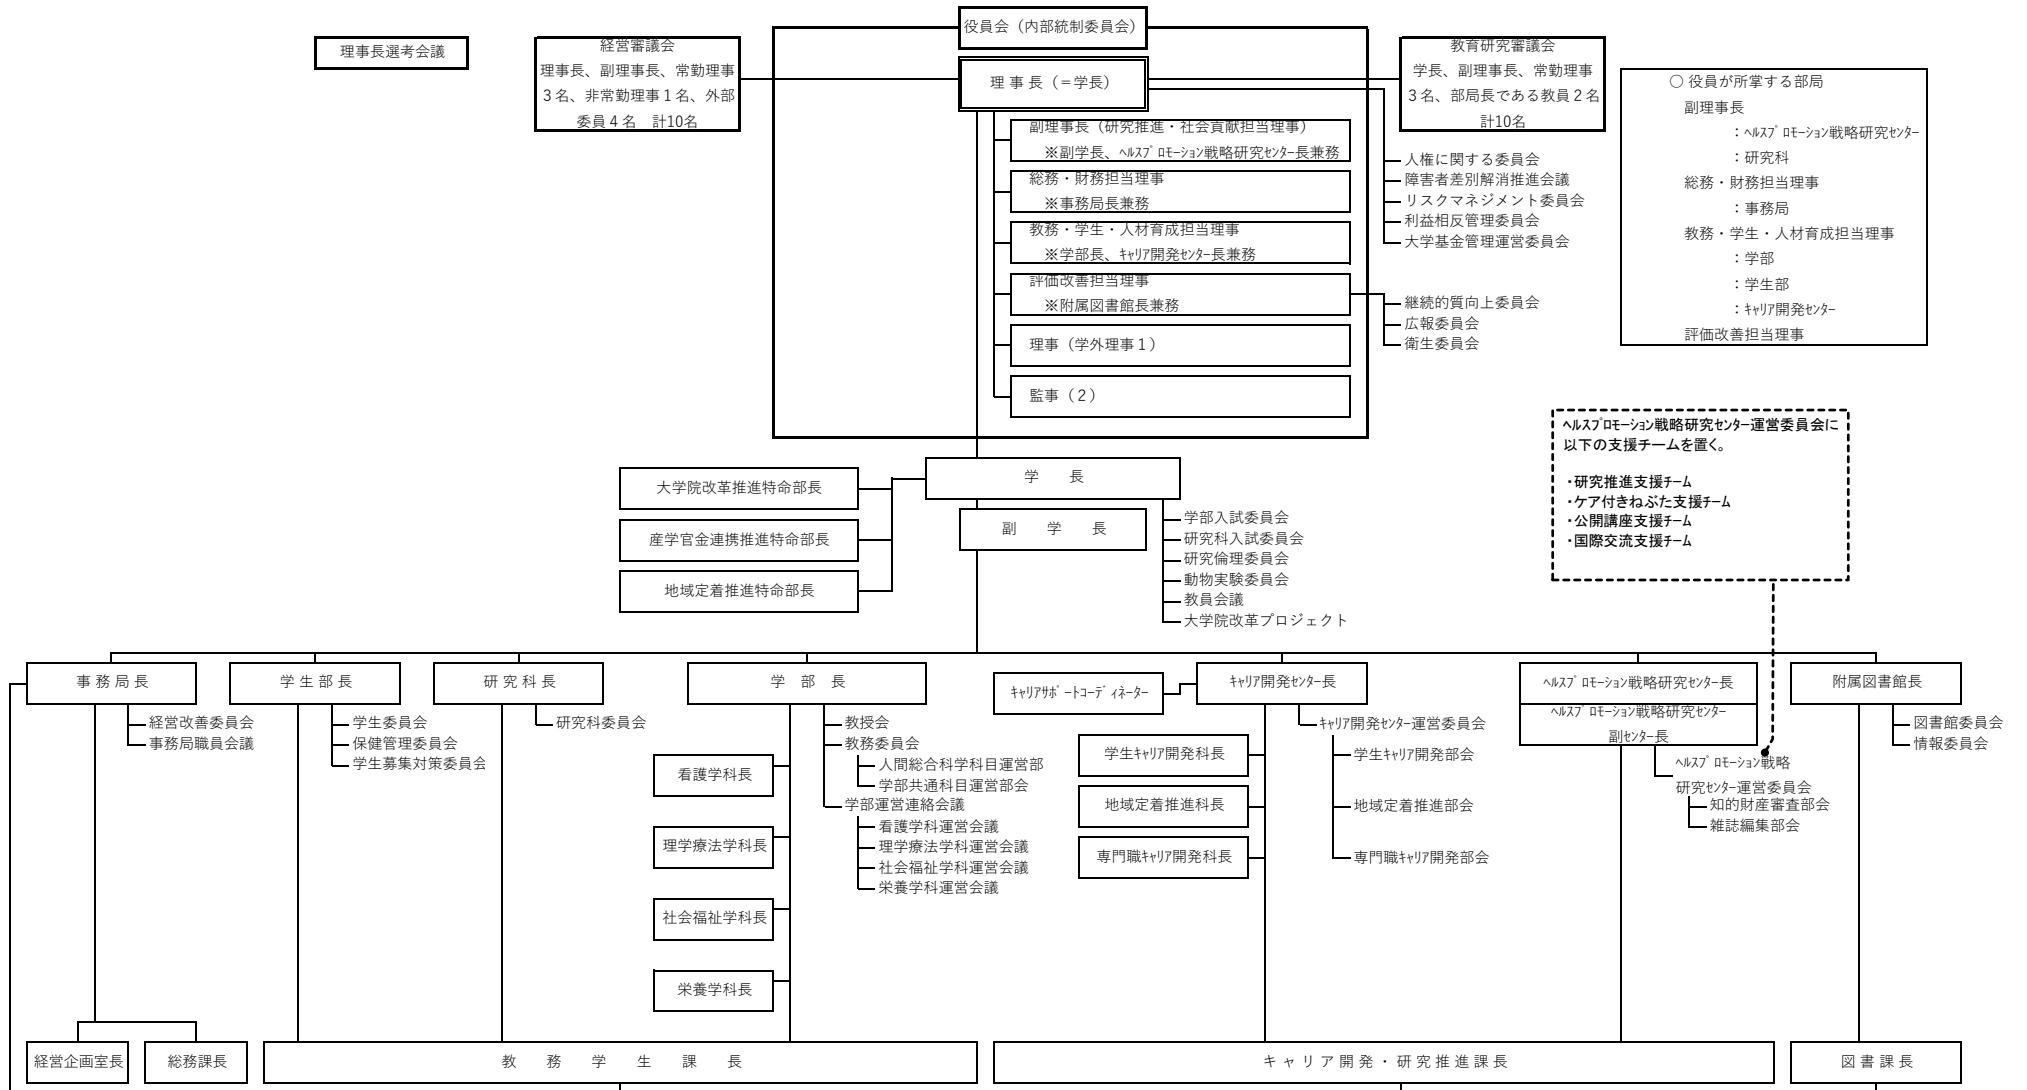 役員会（内部統制委員会）
理事長選考会議
経営審議会
理事長、副理事長、常勤理事
３名、非常勤理事１名、外部
委員４名　計10名
理 事 長（＝学長）
教育研究審議会
学長、副理事長、常勤理事
３名、部局長である教員２名
計10名
副理事長（研究推進・社会貢献担当理事）
※副学長、ﾍﾙｽﾌﾟﾛﾓｰｼｮﾝ戦略研究ｾﾝﾀｰ長兼務
総務・財務担当理事
※事務局長兼務
教務・学生・人材育成担当理事
※学部長、ｷｬﾘｱ開発ｾﾝﾀｰ長兼務
評価改善担当理事
※附属図書館長兼務
理事（学外理事１）
監事（２）
人権に関する委員会
障害者差別解消推進会議
リスクマネジメント委員会
利益相反管理委員会
大学基金管理運営委員会
継続的質向上委員会
広報委員会
衛生委員会
○ 役員が所掌する部局
副理事長
：ﾍﾙｽﾌﾟﾛﾓｰｼｮﾝ戦略研究ｾﾝﾀｰ
：研究科
総務・財務担当理事
：事務局
教務・学生・人材育成担当理事
：学部
：学生部
：ｷｬﾘｱ開発ｾﾝﾀｰ
評価改善担当理事
ﾍﾙｽﾌﾟﾛﾓｰｼｮﾝ戦略研究ｾﾝﾀｰ運営委員会に
以下の支援チームを置く。
・研究推進支援ﾁｰﾑ
・ケア付きねぶた支援ﾁｰﾑ
・公開講座支援ﾁｰﾑ
・国際交流支援ﾁｰﾑ
学　　長
副　　学　　長
大学院改革推進特命部長
産学官金連携推進特命部長
地域定着推進特命部長
学部入試委員会
研究科入試委員会
研究倫理委員会
動物実験委員会
教員会議
大学院改革プロジェクト
事 務 局 長
経営改善委員会
事務局職員会議
学 生 部 長
学生委員会
保健管理委員会
学生募集対策委員会
研 究 科 長
研究科委員会
学　部　長
教授会
教務委員会
人間総合科学科目運営部
学部共通科目運営部会
学部運営連絡会議
看護学科運営会議
理学療法学科運営会議
社会福祉学科運営会議
栄養学科運営会議
看護学科長
理学療法学科長
社会福祉学科長
栄養学科長
ｷｬﾘｱｻﾎﾟｰﾄｺｰﾃﾞｨﾈｰﾀｰ
ｷｬﾘｱ開発ｾﾝﾀｰ長
ｷｬﾘｱ開発ｾﾝﾀｰ運営委員会
学生ｷｬﾘｱ開発科長
地域定着推進科長
専門職ｷｬﾘｱ開発科長
学生ｷｬﾘｱ開発部会
地域定着推進部会
専門職ｷｬﾘｱ開発部会
ﾍﾙｽﾌﾟﾛﾓｰｼｮﾝ戦略研究ｾﾝﾀｰ長
ﾍﾙｽﾌﾟﾛﾓｰｼｮﾝ戦略研究ｾﾝﾀｰ
副ｾﾝﾀｰ長
ﾍﾙｽﾌﾟﾛﾓｰｼｮﾝ戦略
研究ｾﾝﾀｰ運営委員会
知的財産審査部会
雑誌編集部会
附属図書館長
図書館委員会
情報委員会
経営企画室長
総務課長
教　務　学　生　課　長
キ ャ リ ア 開 発 ・ 研 究 推 進 課 長
図 書 課 長